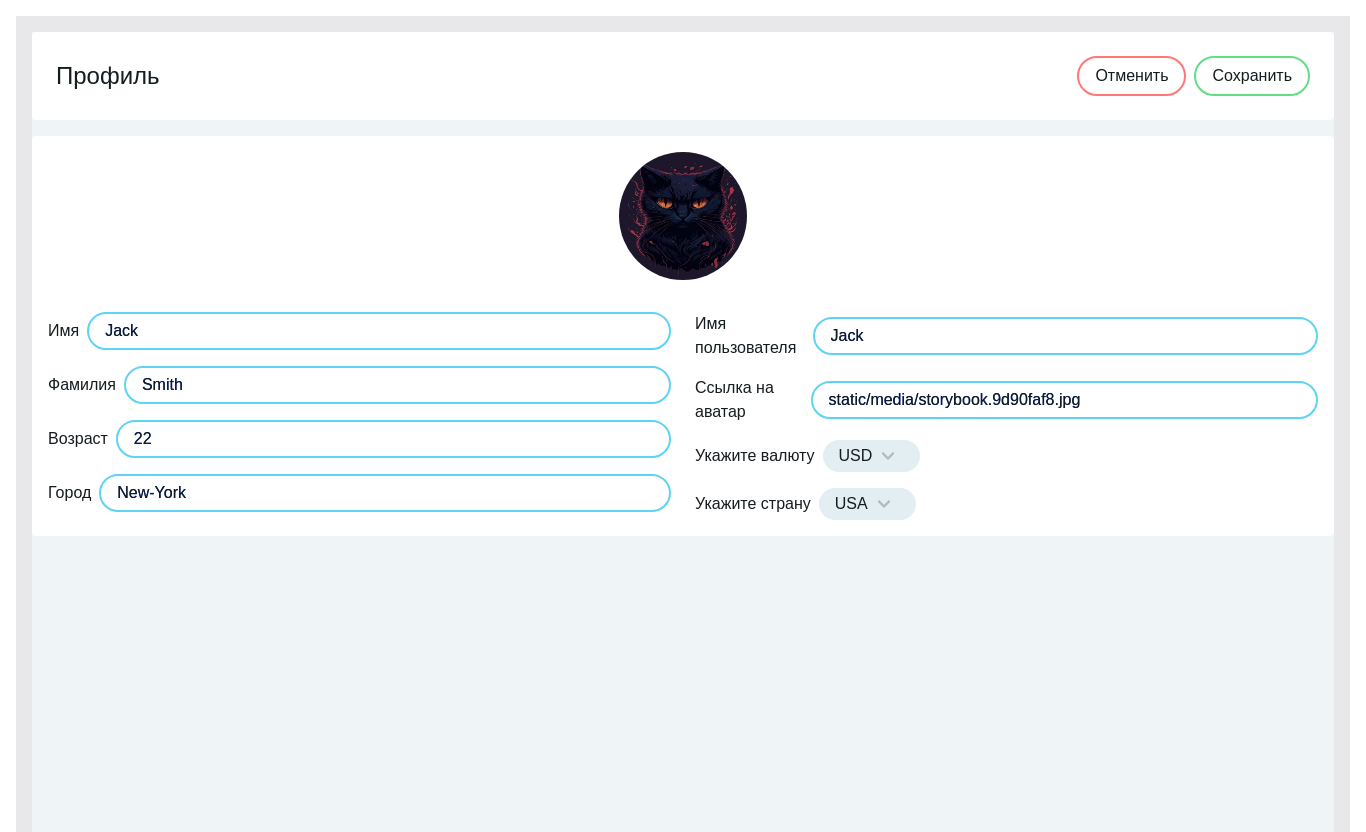 Профиль
Отменить
Сохранить
Имя
Jack
Фамилия
Smith
Возраст
22
Город
New-York
Имя
пользователя
Jack
Ссылка на
аватар
static/media/storybook.9d90faf8.jpg
Укажите валюту
USD
Укажите страну
USA